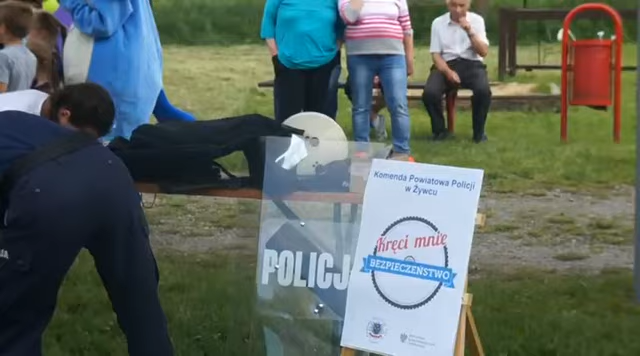 Komenda Powiatowa Policji
w Żywcu
Kręci mnie
BEZPIECZEŃSTWO
POLICJ